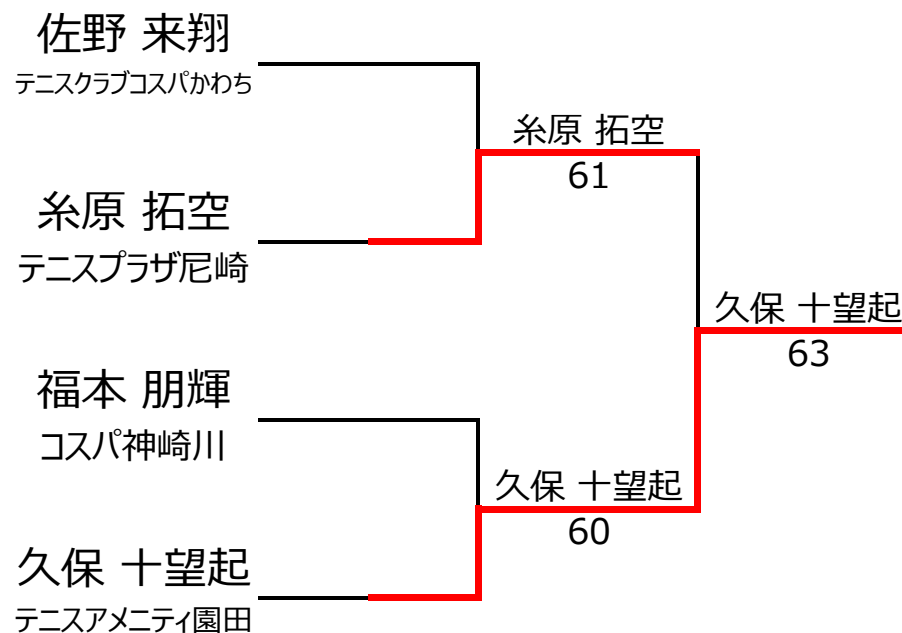 佐野 来翔
テニスクラブコスパかわち
糸原 拓空
61
糸原 拓空
テニスプラザ尼崎
久保 十望起
63
福本 朋輝
コスパ神崎川
久保 十望起
60
久保 十望起
テニスアメニティ園田